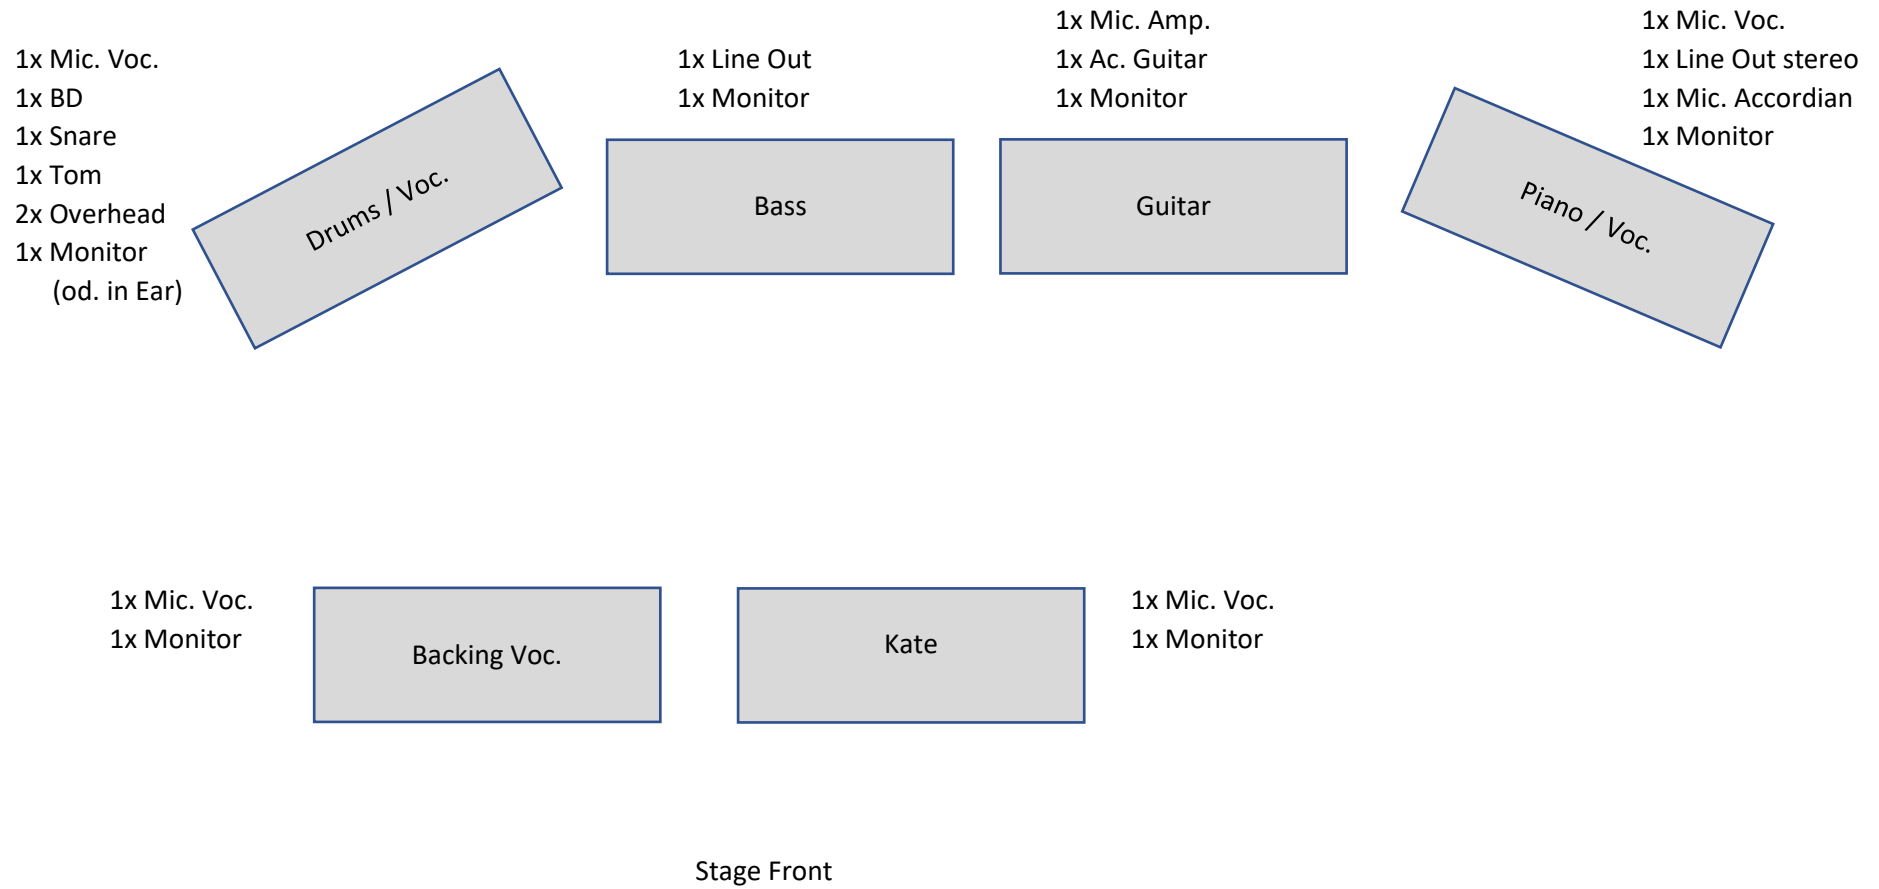 1x Mic. Voc.
1x BD
1x Snare
1x Tom
2x Overhead
1x Monitor
(od. in Ear)
Drums / Voc.
1x Line Out
1x Monitor
Bass
1x Mic. Amp.
1x Ac. Guitar
1x Monitor
Guitar
1x Mic. Voc.
1x Line Out stereo
1x Mic. Accordian
1x Monitor
Piano / Voc.
1x Mic. Voc.
1x Monitor
Backing Voc.
Kate
1x Mic. Voc.
1x Monitor
Stage Front